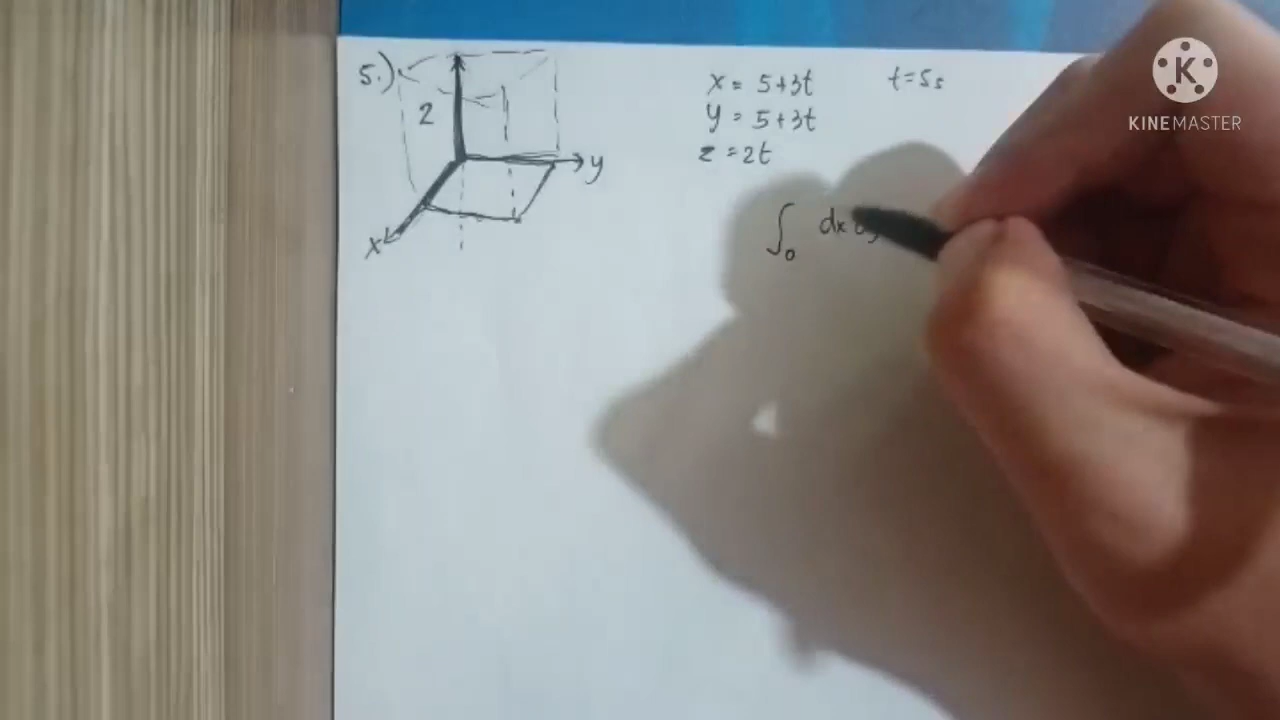 5.)
2
y
x
x = 5+3t
y = 5+3t
z = 2t
t=5s
∫₀ dx
KINEMASTER